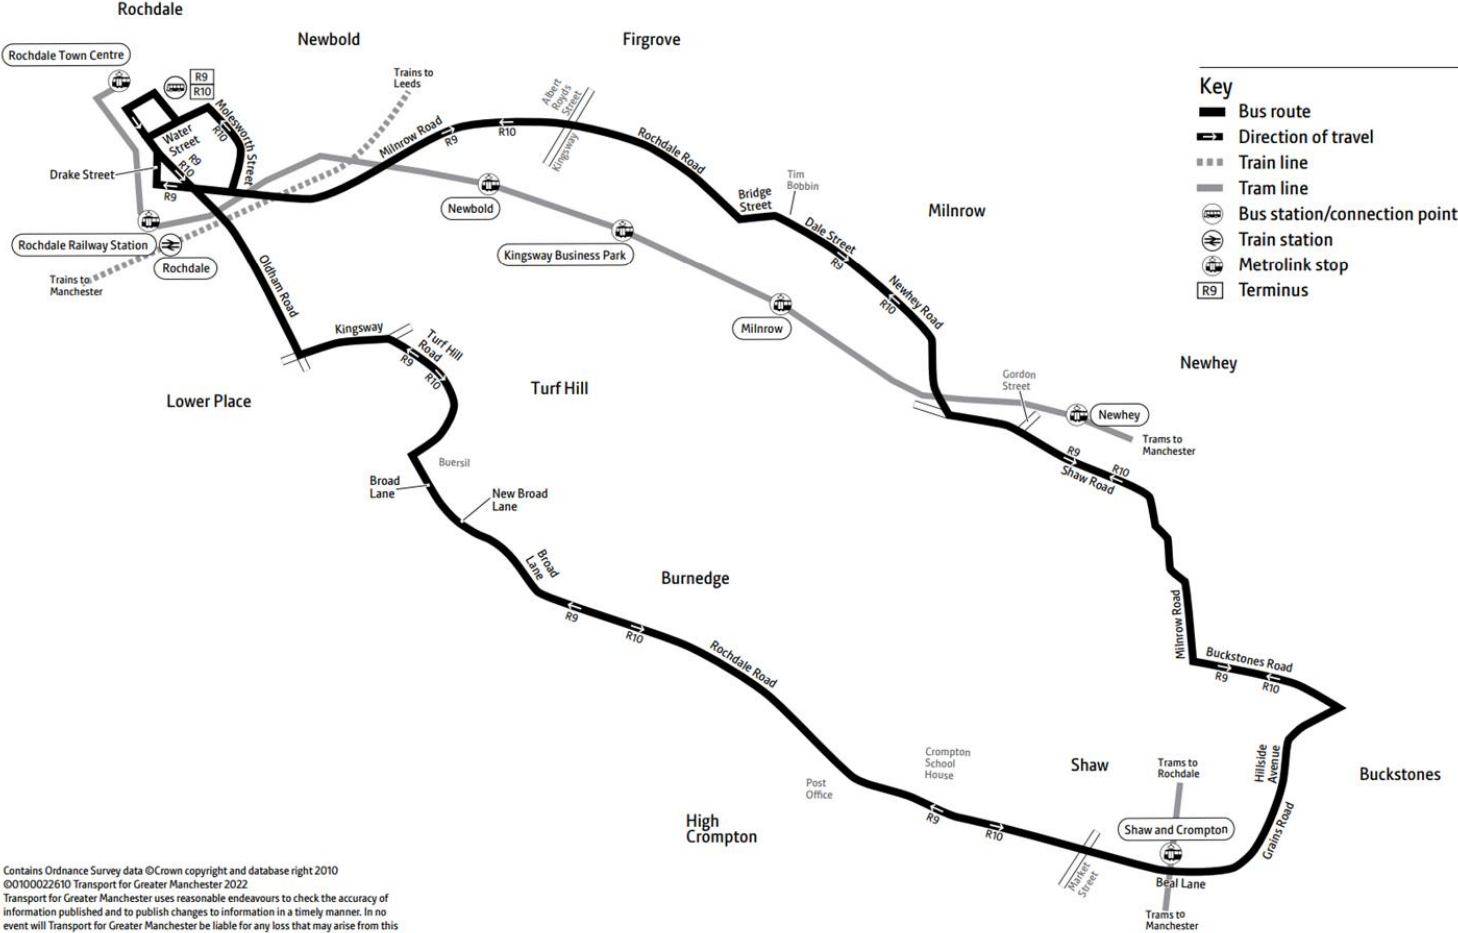 Rochdale
Newbold
Firgrove
Rochdale Town Centre
R9
R10
Trains to
Leeds
Albert
Royds
Street
Kingsway
Key
Bus route
Direction of travel
Train line
Tram line
Bus station/connection point
Train station
Metrolink stop
R9
Terminus
Molesworth Street
R10
Water
Street
R9
R10
Drake Street
R9
Milnrow Road
R9
R10
Rochdale Road
Bridge
Street
Tim
Bobbin
Milnrow
Newbold
Kingsway Business Park
Dale Street
R9
Rochdale Railway Station
Rochdale
Trains to
Manchester
Oldham Road
Newhey Road
R10
Milnrow
Kingsway
Turf Hill
Road
R9
R10
Turf Hill
Lower Place
Newhey
Gordon
Street
Newhey
Trams to
Manchester
R9
R10
Shaw Road
Buersil
Broad
Lane
New Broad
Lane
Broad
Lane
Burnedge
R9
R10
Rochdale Road
Milnrow Road
Buckstones Road
R9
R10
Hillside
Avenue
Buckstones
Grains Road
Crompton
School
House
Post
Office
Shaw
Trams to
Rochdale
Shaw and Crompton
High
Crompton
R9
R10
Market
Street
Beal Lane
Trams to
Manchester
Contains Ordnance Survey data ©Crown copyright and database right 2010
©0100022610 Transport for Greater Manchester 2022
Transport for Greater Manchester uses reasonable endeavours to check the accuracy of
information published and to publish changes to information in a timely manner. In no
event will Transport for Greater Manchester be liable for any loss that may arise from this